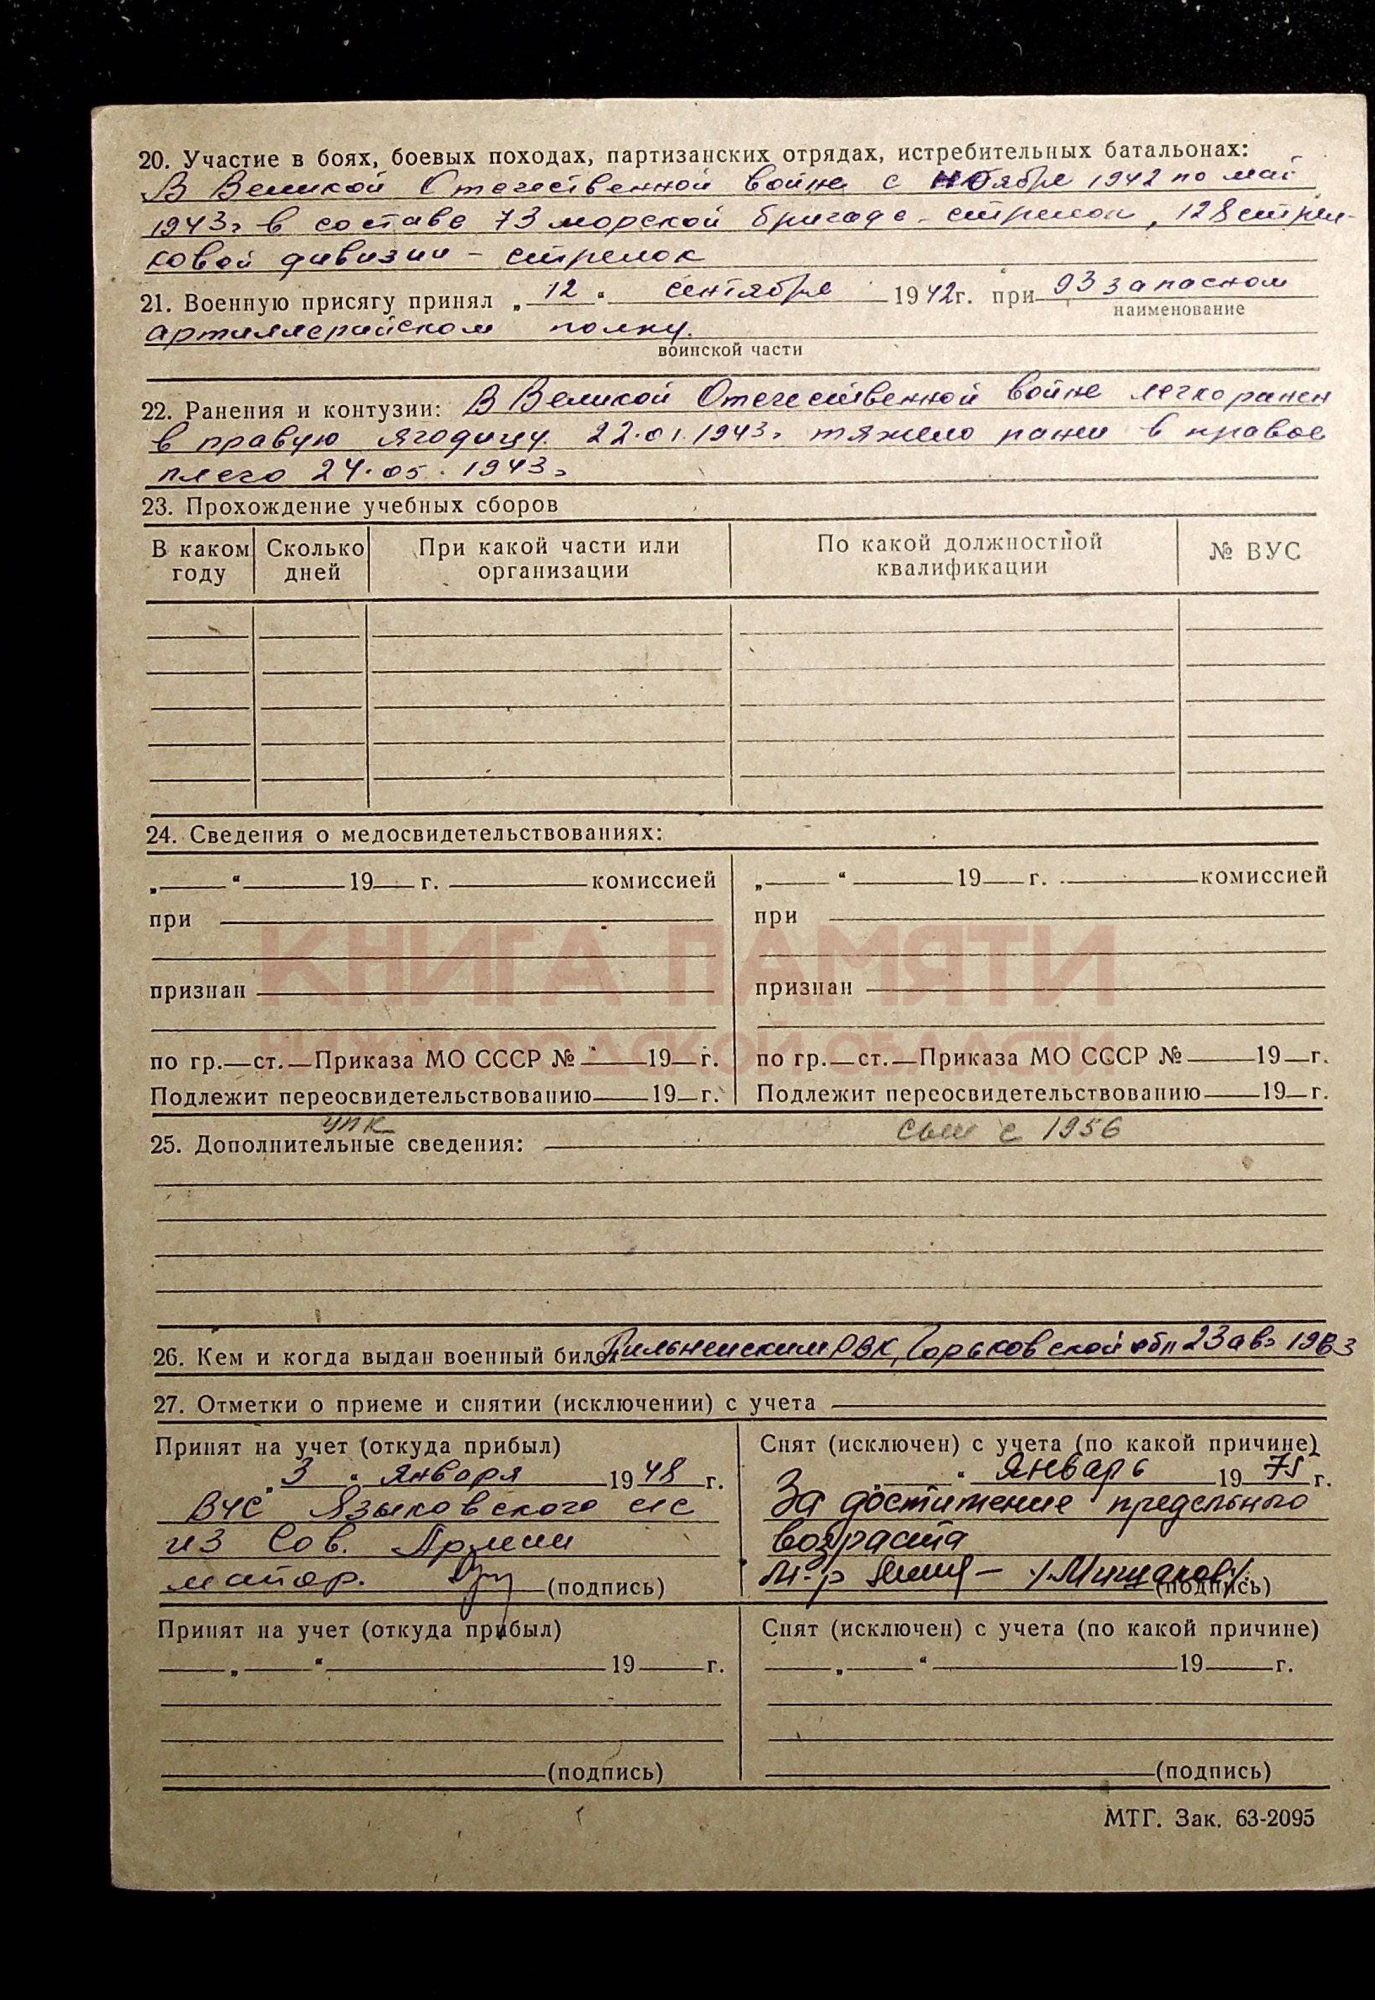 20. Участие в боях, боевых походах, партизанских отрядах, истребительных батальонах:
В Великой Отечественной войне с ноября 1942 по май
1943г в составе 73 морской бригаде - стрелок, 128 стрел-
ковой дивизии - стрелок
21. Военную присягу принял „ 12 “ сентября 1942г. при 93 запасном
наименование
артиллерийском полку.
воинской части
22. Ранения и контузии: В Великой Отечественной войне легко ранен
в правую ягодицу 22.01.1943г тяжело ранен в правое
плечо 24.05.1943г
23. Прохождение учебных сборов
В каком году Сколько дней При какой части или организации По какой должностной квалификации № ВУС
24. Сведения о медосвидетельствованиях:
„ “ 19 г. комиссией „ “ 19 г. комиссией
при при
КНИГА ПАМЯТИ
признан признан
НИЖЕГОРОДСКОЙ ОБЛАСТИ
по гр. ст. Приказа МО СССР № 19 г. по гр. ст. Приказа МО СССР № 19 г.
Подлежит переосвидетельствованию 19 г. Подлежит переосвидетельствованию 19 г.
УПК с 1956
25. Дополнительные сведения:
26. Кем и когда выдан военный билет Пильненским РВК, Горьковской обл 23 авг 1963
27. Отметки о приеме и снятии (исключении) с учета
Принят на учет (откуда прибыл)
„ 3 “ января 1948 г.
ВУС Языковского с/с
из Сов. Армии
майор. (подпись)
Снят (исключен) с учета (по какой причине)
„ “ Январь 1975 г.
За достижение предельного
возраста
М-р /Мишаков/
(подпись)
Принят на учет (откуда прибыл) Снят (исключен) с учета (по какой причине)
„ “ 19 г. „ “ 19 г.
(подпись) (подпись)
МТГ. Зак. 63-2095